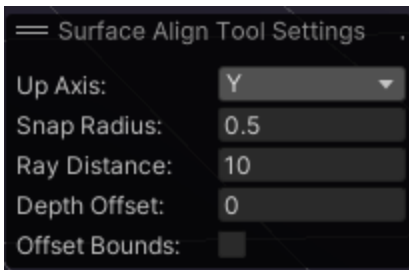 Surface Align Tool Settings
Up Axis: Y
Snap Radius: 0.5
Ray Distance: 10
Depth Offset: 0
Offset Bounds: